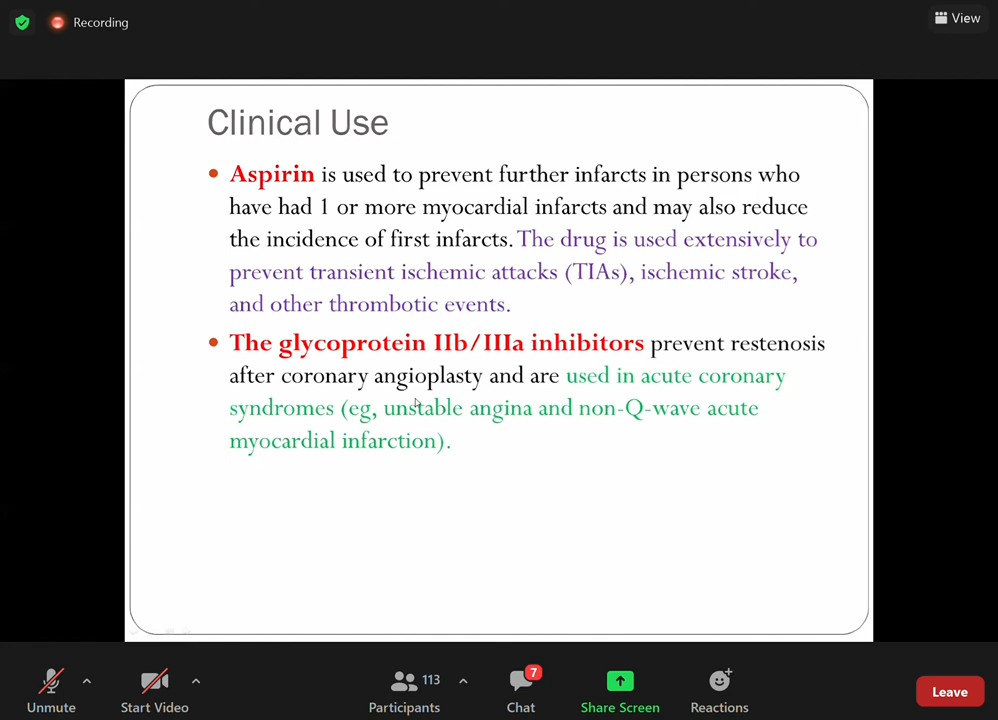 Recording
View
Clinical Use
Aspirin is used to prevent further infarcts in persons who
have had 1 or more myocardial infarcts and may also reduce
the incidence of first infarcts. The drug is used extensively to
prevent transient ischemic attacks (TIAs), ischemic stroke,
and other thrombotic events.
The glycoprotein IIb/IIIa inhibitors prevent restenosis
after coronary angioplasty and are used in acute coronary
syndromes (eg, unstable angina and non-Q-wave acute
myocardial infarction).
113
7
Unmute
Start Video
Participants
Chat
Share Screen
Reactions
Leave